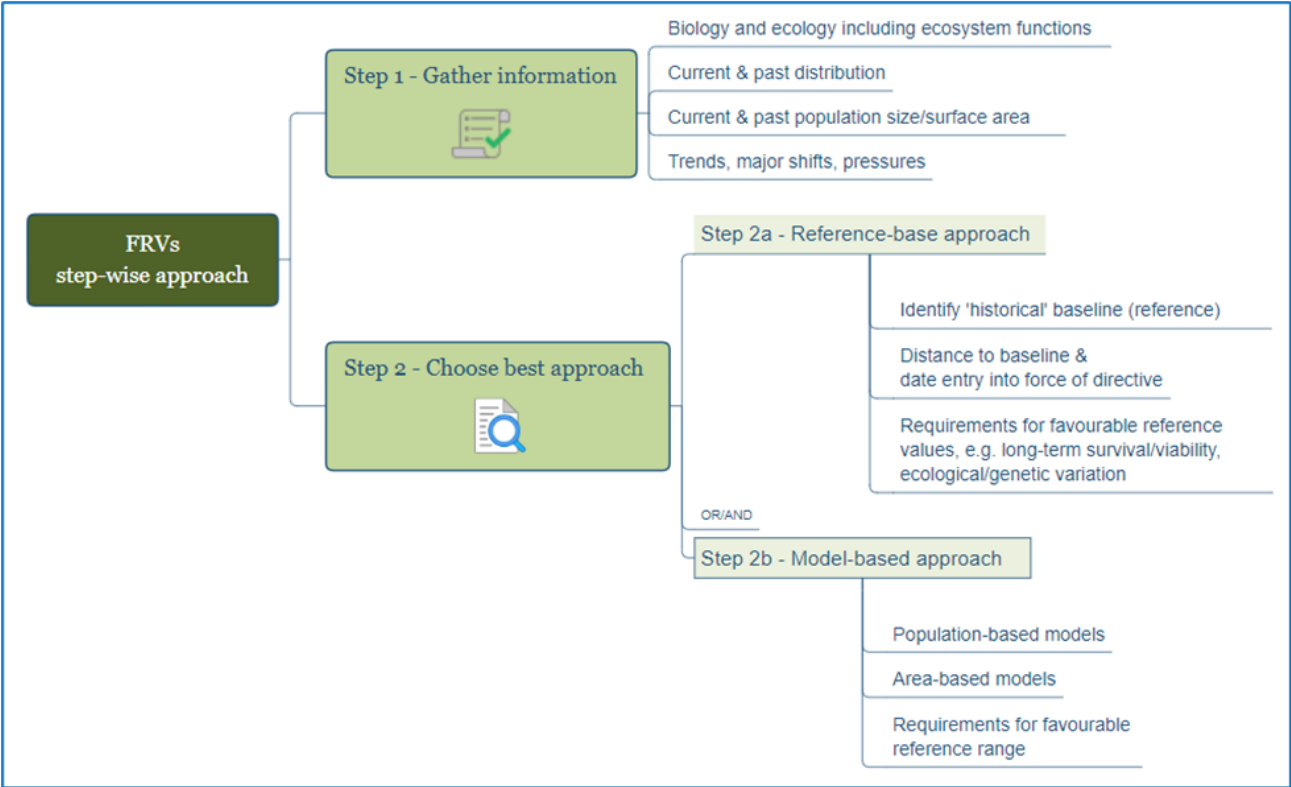 FRVs
step-wise approach
Step 1 - Gather information
Biology and ecology including ecosystem functions
Current & past distribution
Current & past population size/surface area
Trends, major shifts, pressures
Step 2 - Choose best approach
Step 2a - Reference-base approach
Identify 'historical' baseline (reference)
Distance to baseline &
date entry into force of directive
Requirements for favourable reference
values, e.g. long-term survival/viability,
ecological/genetic variation
OR/AND
Step 2b - Model-based approach
Population-based models
Area-based models
Requirements for favourable
reference range